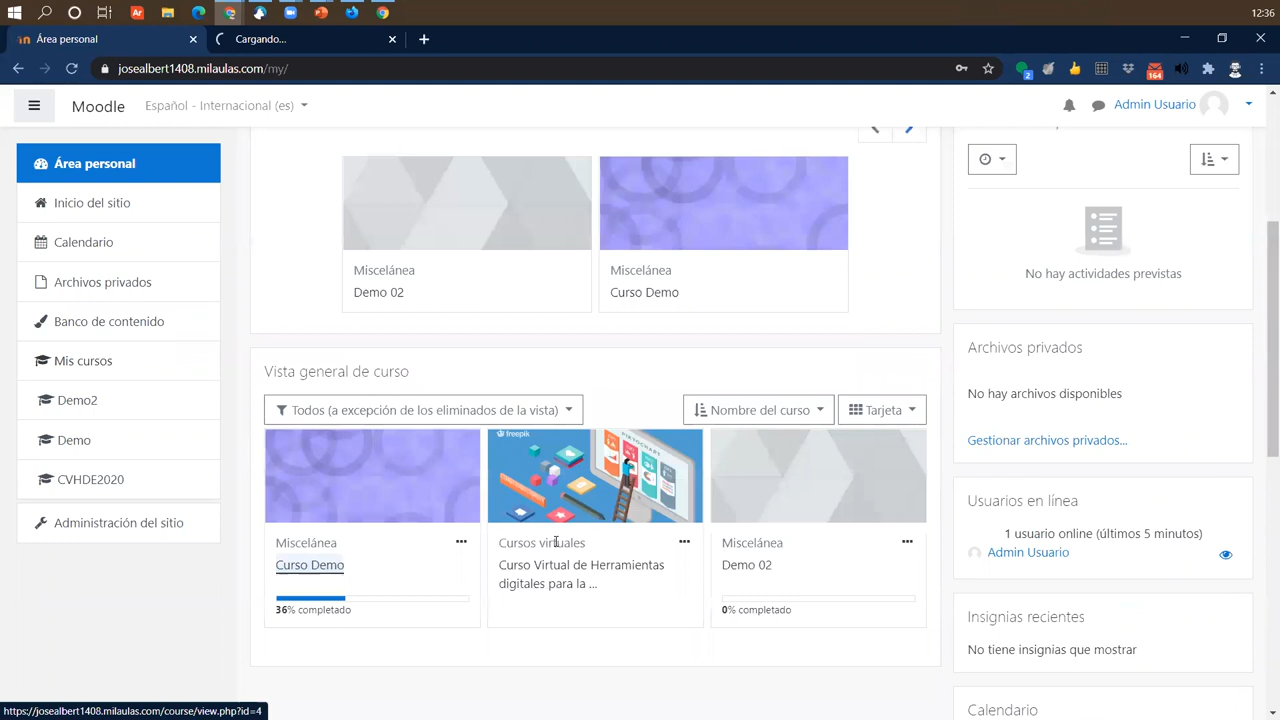 12:36
Área personal
Cargando...
josealbert1408.milaulas.com/my/
2
164
Moodle
Español - Internacional (es)
Admin Usuario
Área personal
Inicio del sitio
Calendario
Archivos privados
Banco de contenido
Mis cursos
Demo2
Demo
CVHDE2020
Administración del sitio
Miscelánea
Demo 02
Miscelánea
Curso Demo
Vista general de curso
Todos (a excepción de los eliminados de la vista)
Nombre del curso
Tarjeta
freepik
PIKTOCHART
Miscelánea
Curso Demo
36% completado
Cursos virtuales
Curso Virtual de Herramientas
digitales para la ...
Miscelánea
Demo 02
0% completado
No hay actividades previstas
Archivos privados
No hay archivos disponibles
Gestionar archivos privados...
Usuarios en línea
1 usuario online (últimos 5 minutos)
Admin Usuario
Insignias recientes
No tiene insignias que mostrar
Calendario
https://josealbert1408.milaulas.com/course/view.php?id=4